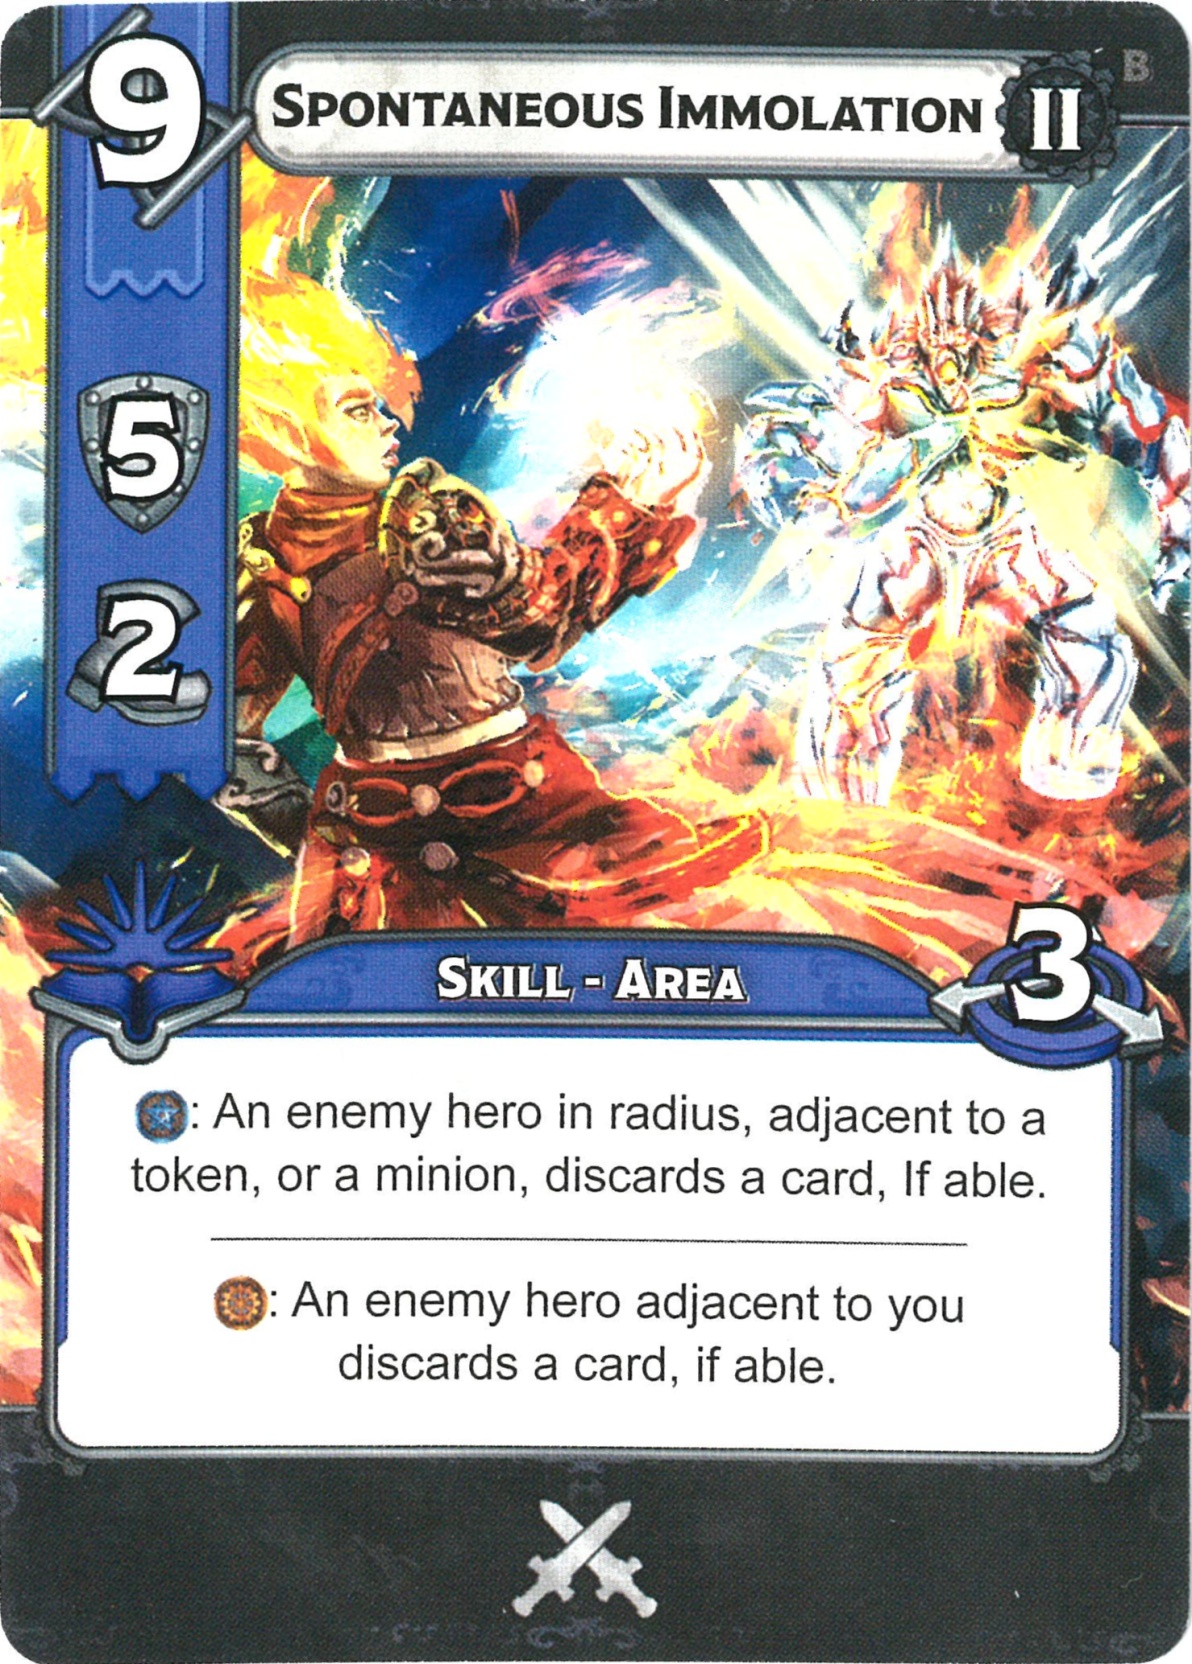 9
SPONTANEOUS IMMOLATION II
B
5
2
SKILL - AREA
3
: An enemy hero in radius, adjacent to a
token, or a minion, discards a card, If able.
: An enemy hero adjacent to you
discards a card, if able.